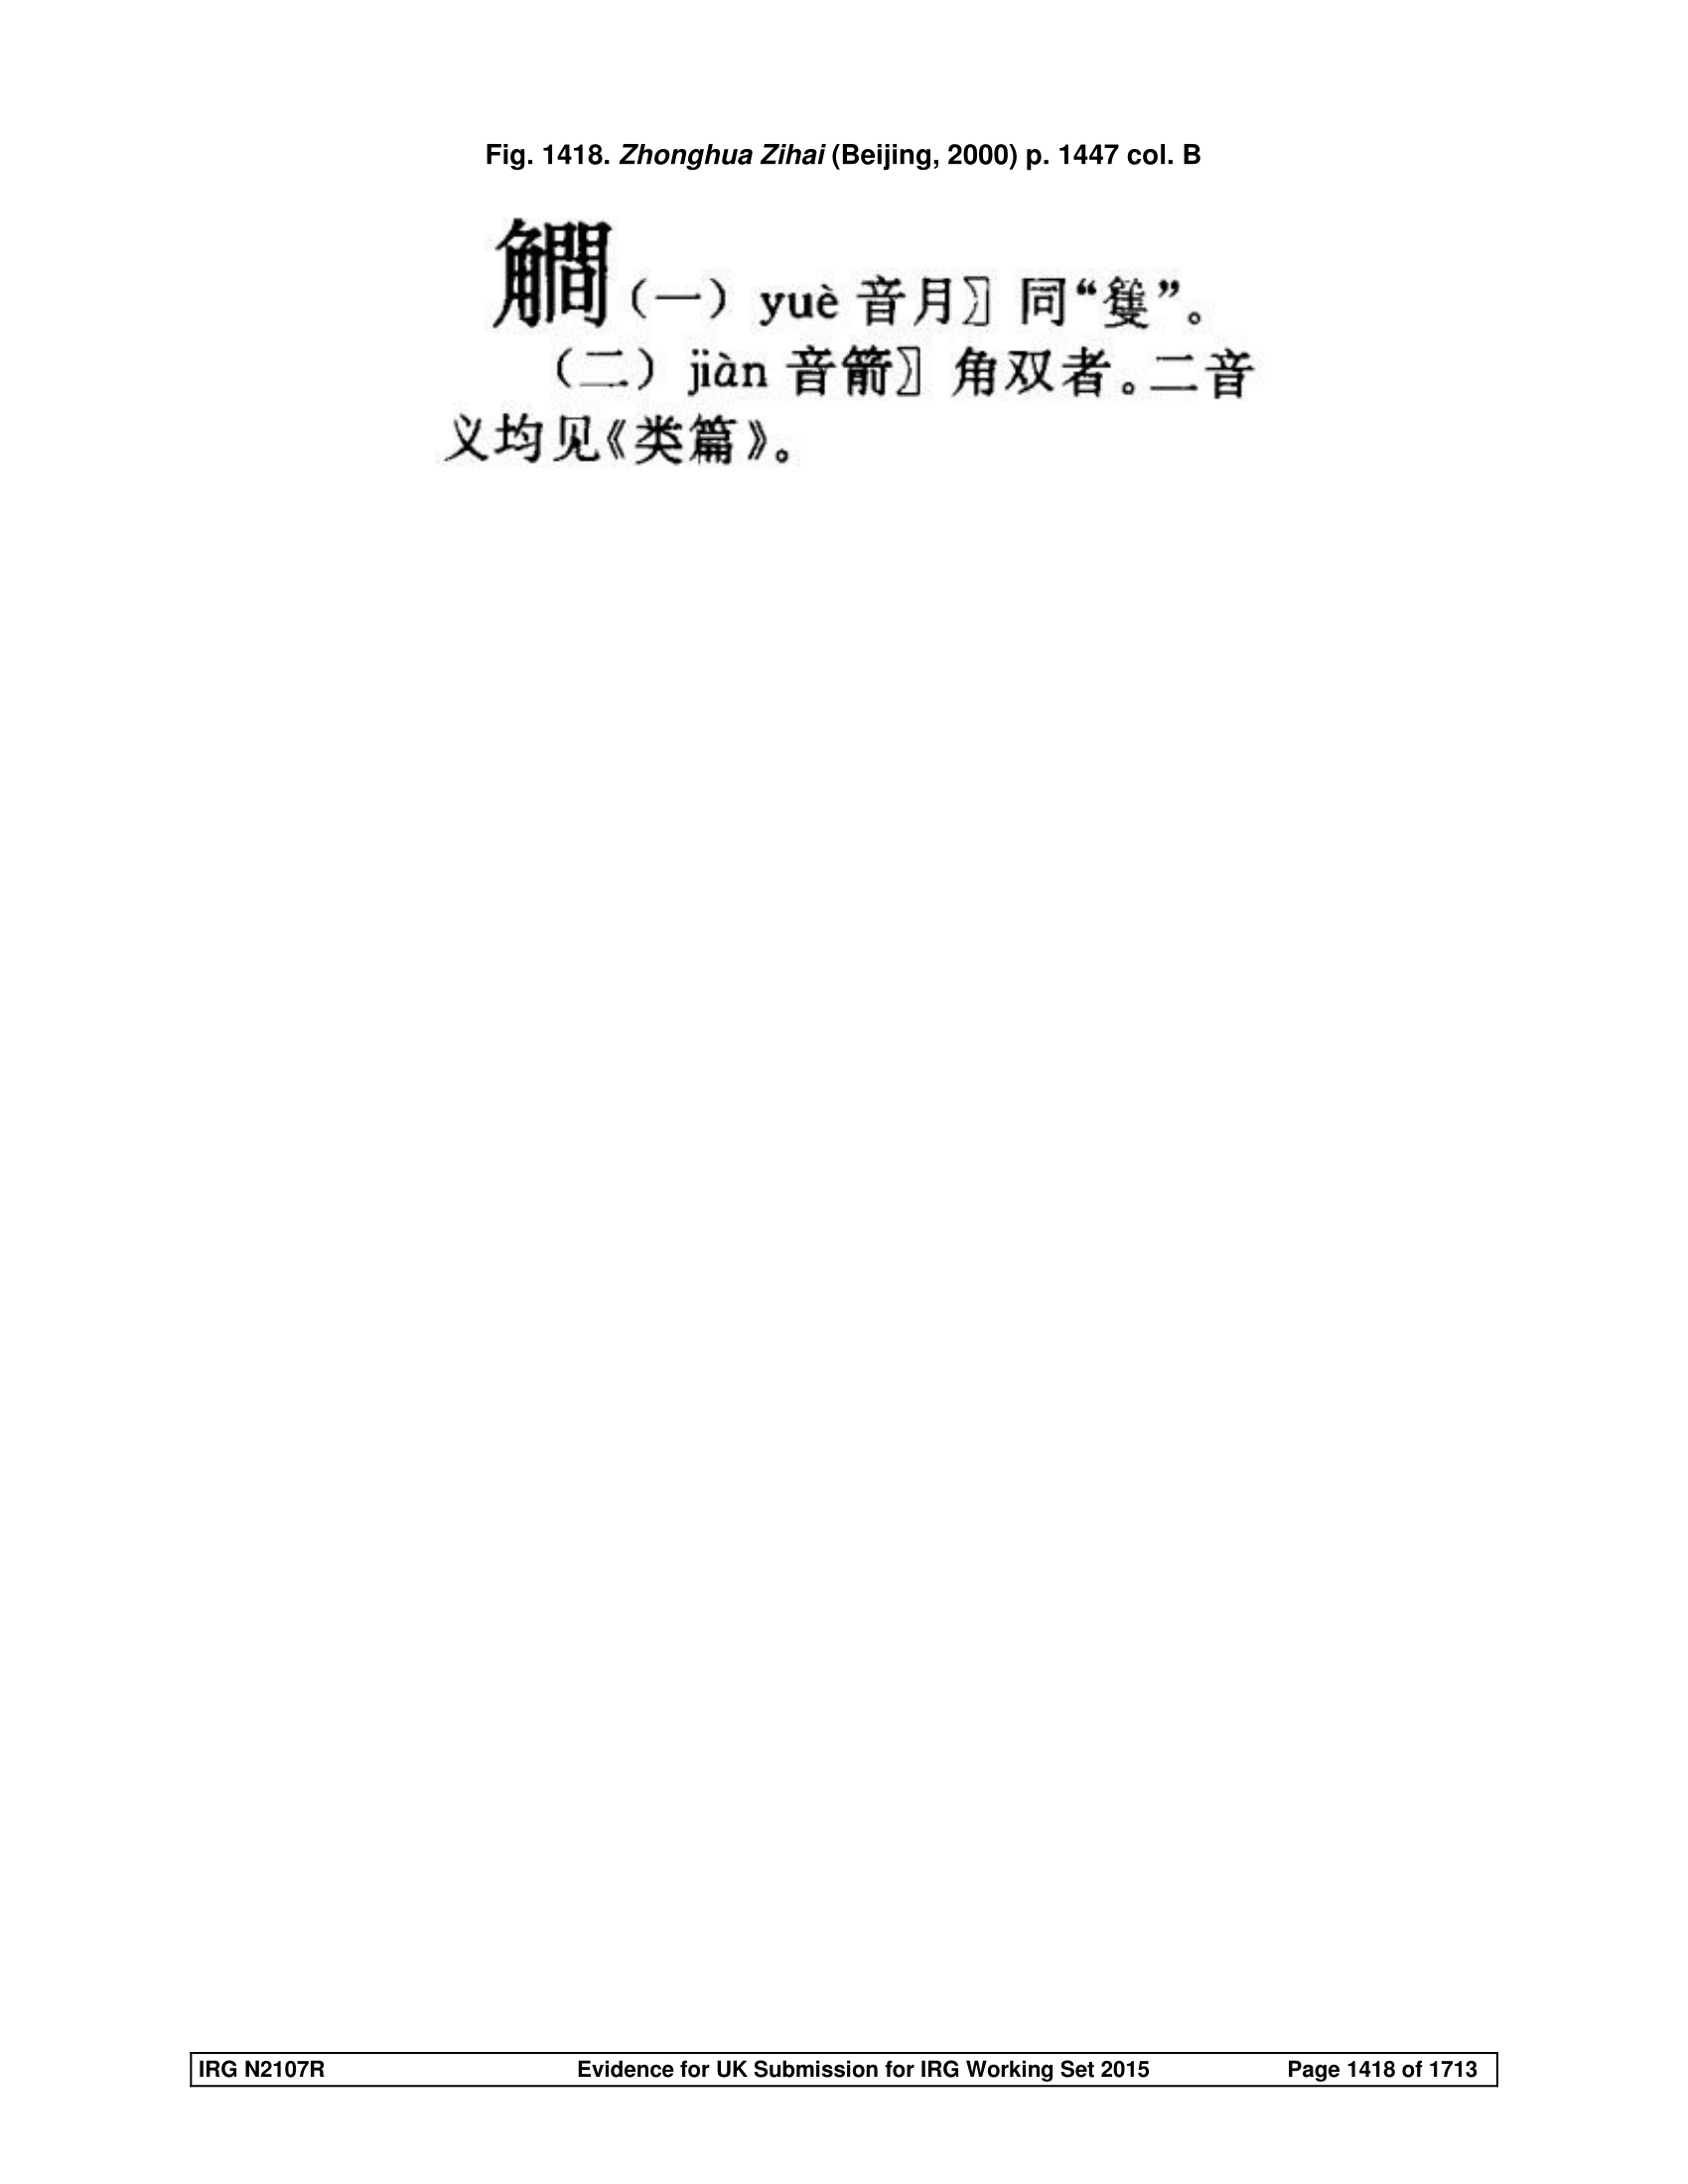 Fig. 1418. Zhonghua Zihai (Beijing, 2000) p. 1447 col. B
（一）yuè 音月〗同“籆”。
（二）jiàn 音箭〗角双者。二音
义均见《类篇》。
IRG N2107R Evidence for UK Submission for IRG Working Set 2015 Page 1418 of 1713